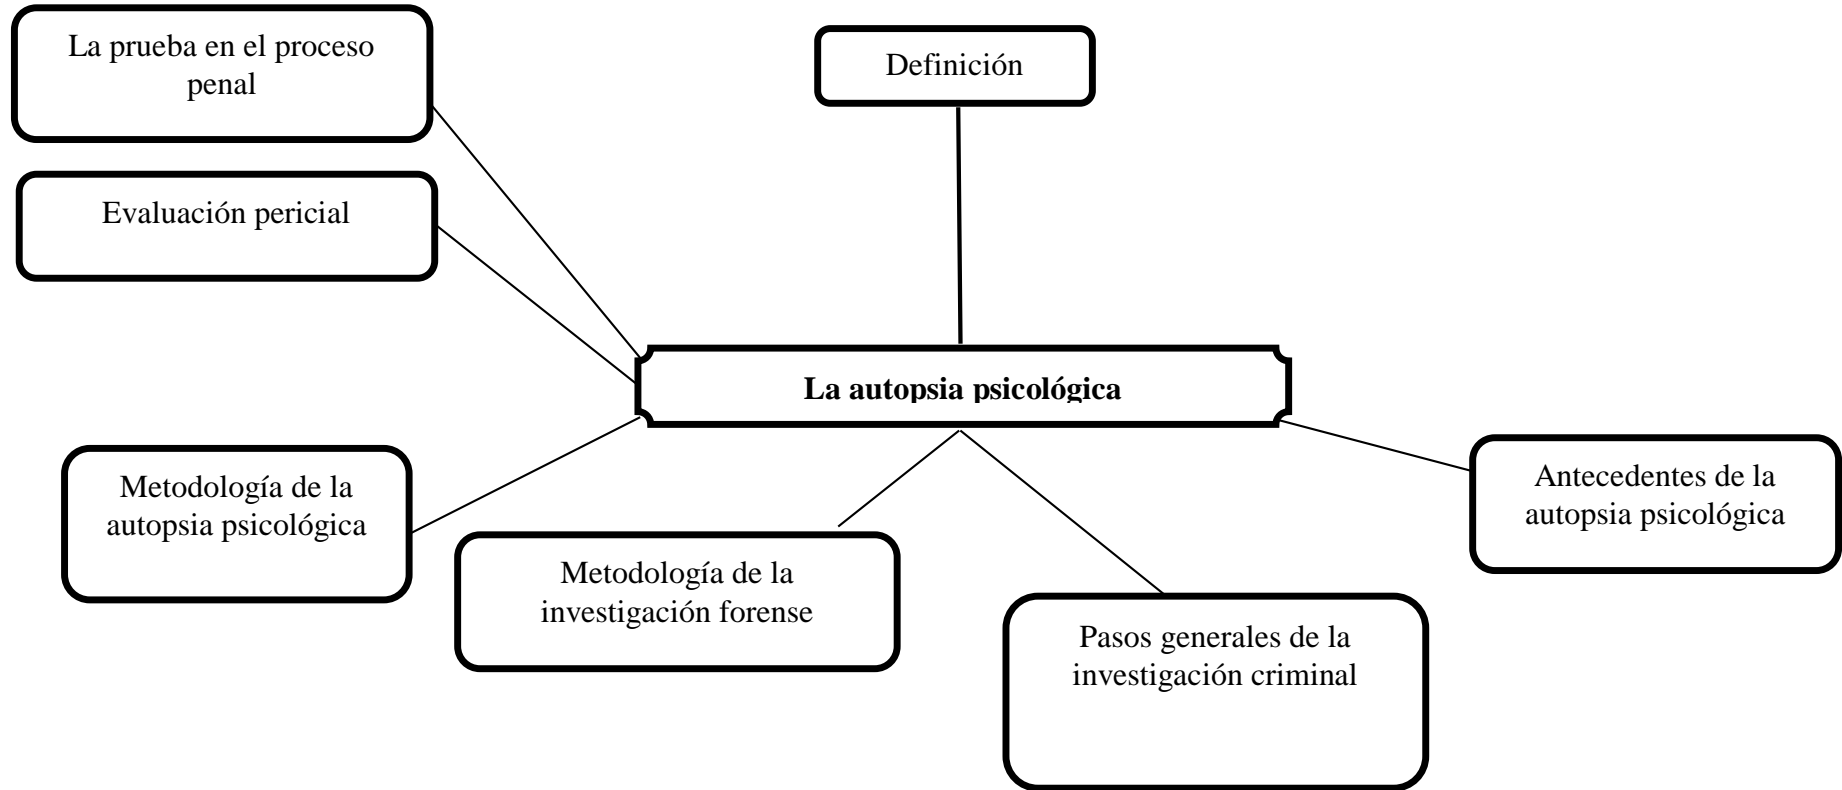 La prueba en el proceso
penal
Definición
Evaluación pericial
La autopsia psicológica
Metodología de la
autopsia psicológica
Metodología de la
investigación forense
Pasos generales de la
investigación criminal
Antecedentes de la
autopsia psicológica